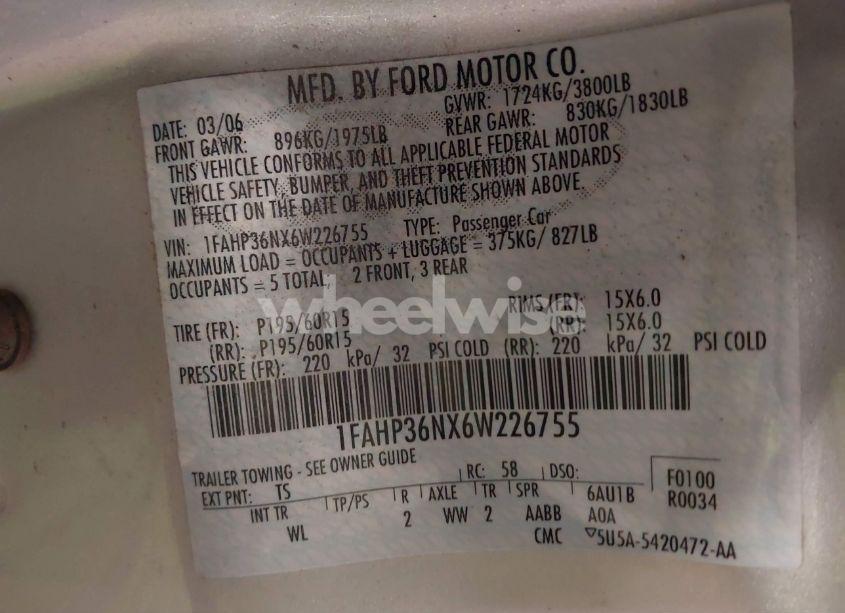 MFD. BY FORD MOTOR CO.
DATE: 03/06 GVWR: 1724KG/3800LB
FRONT GAWR: 896KG/1975LB REAR GAWR: 830KG/1830LB
THIS VEHICLE CONFORMS TO ALL APPLICABLE FEDERAL MOTOR
VEHICLE SAFETY, BUMPER, AND THEFT PREVENTION STANDARDS
IN EFFECT ON THE DATE OF MANUFACTURE SHOWN ABOVE.
VIN: 1FAHP36NX6W226755 TYPE: Passenger Car
MAXIMUM LOAD = OCCUPANTS + LUGGAGE = 375KG/ 827LB
OCCUPANTS = 5 TOTAL, 2 FRONT, 3 REAR
wheelwise
TIRE (FR): P195/60R15 RIMS (FR): 15X6.0
(RR): P195/60R15 (RR): 15X6.0
PRESSURE (FR): 220 kPa/ 32 PSI COLD (RR): 220 kPa/ 32 PSI COLD
1FAHP36NX6W226755
TRAILER TOWING - SEE OWNER GUIDE
EXT PNT: TS RC: 58 DSO: F0100
INT TR TP/PS R AXLE TR SPR 6AU1B R0034
WL 2 WW 2 AABB A0A
CMC ▽5U5A-5420472-AA